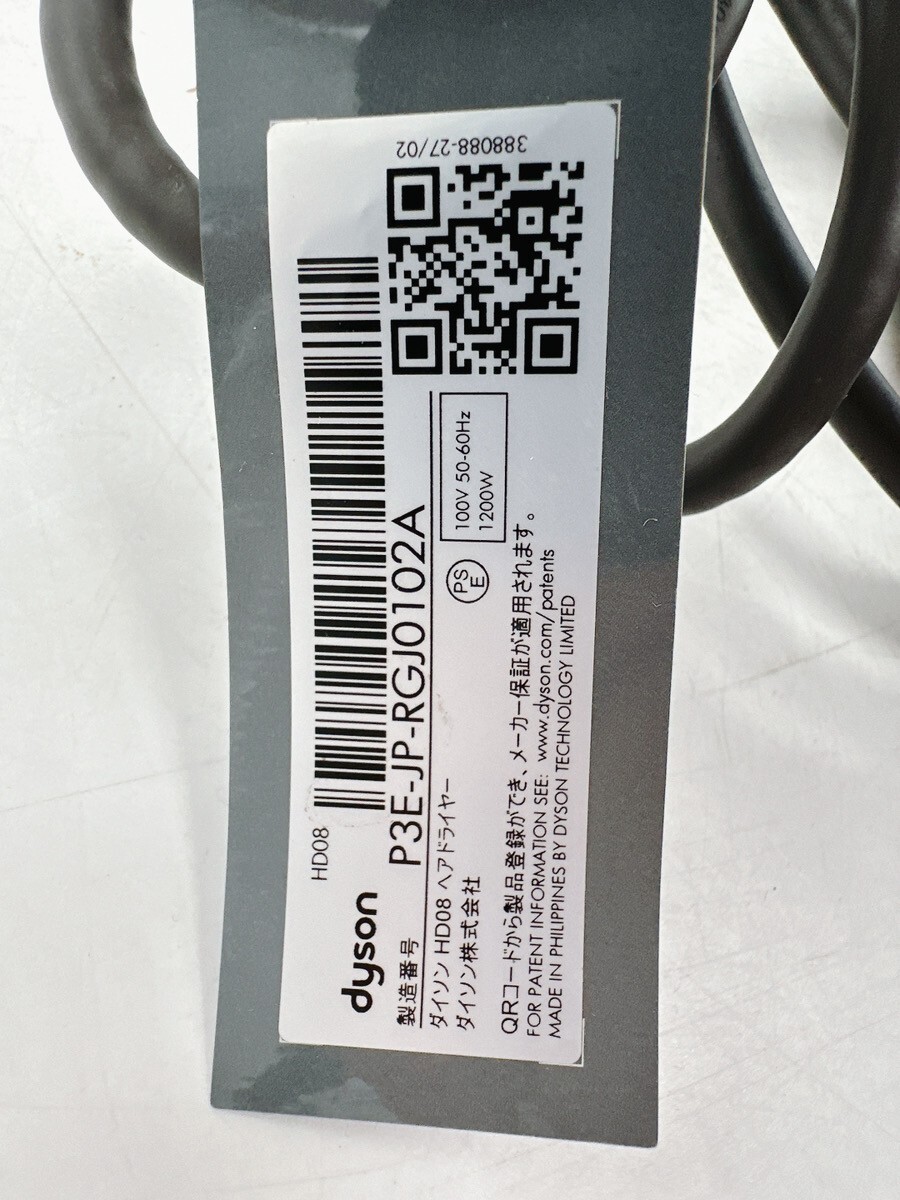 HD08
dyson
製造番号 P3E-JP-RGJ0102A
ダイソン HD08 ヘアドライヤー
ダイソン株式会社
PS
E
100V 50-60Hz
1200W
QRコードから製品登録ができ、メーカー保証が適用されます。
FOR PATENT INFORMATION SEE: www.dyson.com/patents
MADE IN PHILIPPINES BY DYSON TECHNOLOGY LIMITED
388088-27/02